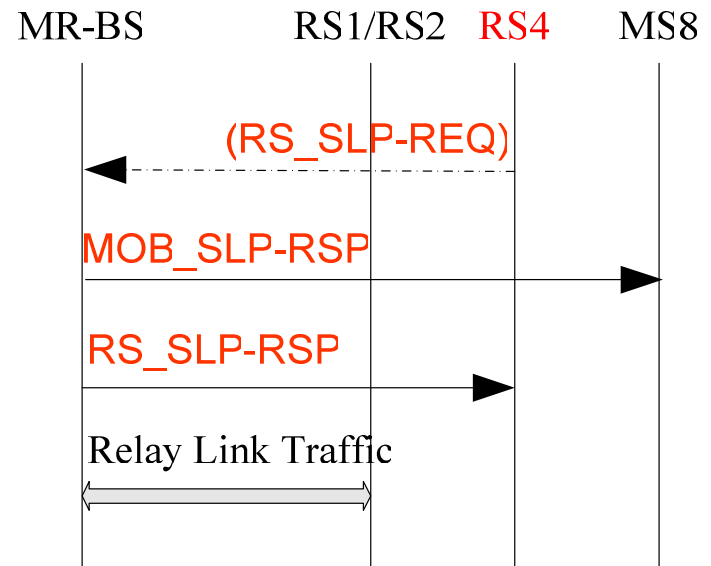 MR-BS RS1/RS2 RS4 MS8
(RS_SLP-REQ)
MOB_SLP-RSP
RS_SLP-RSP
Relay Link Traffic